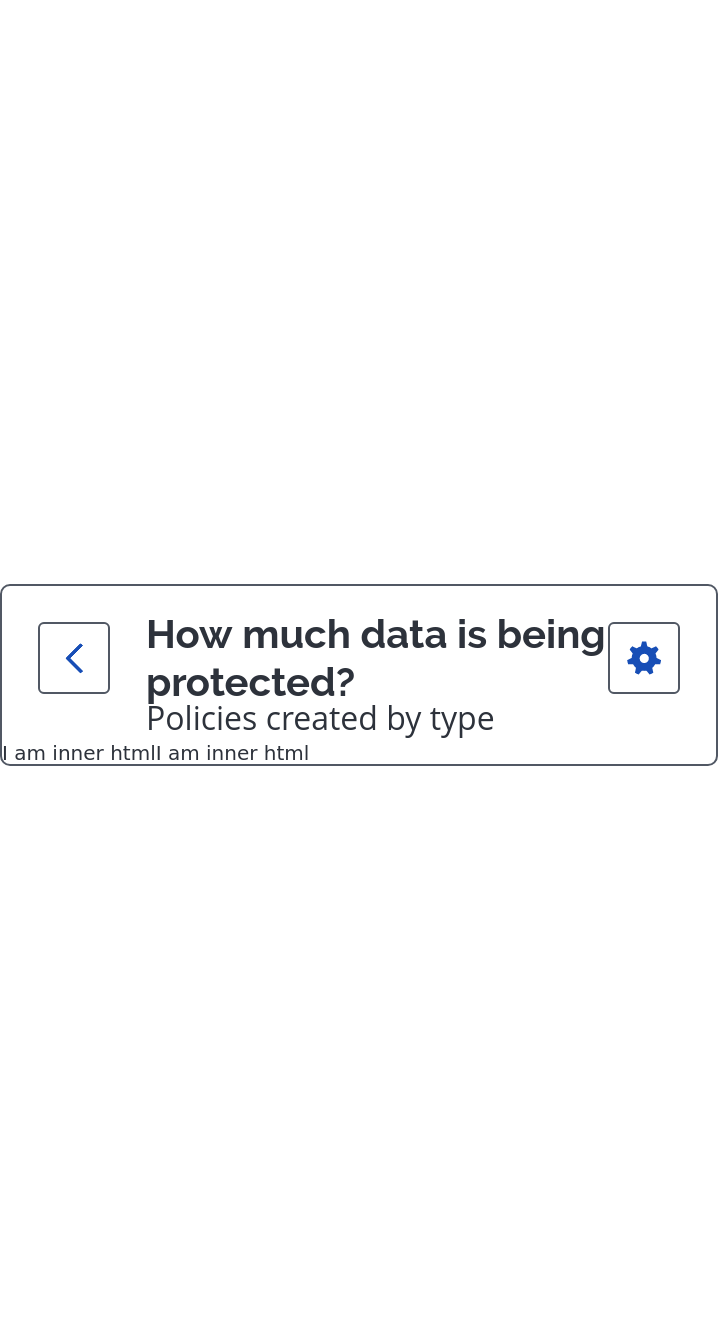 How much data is being
protected?
Policies created by type
I am inner htmlI am inner html